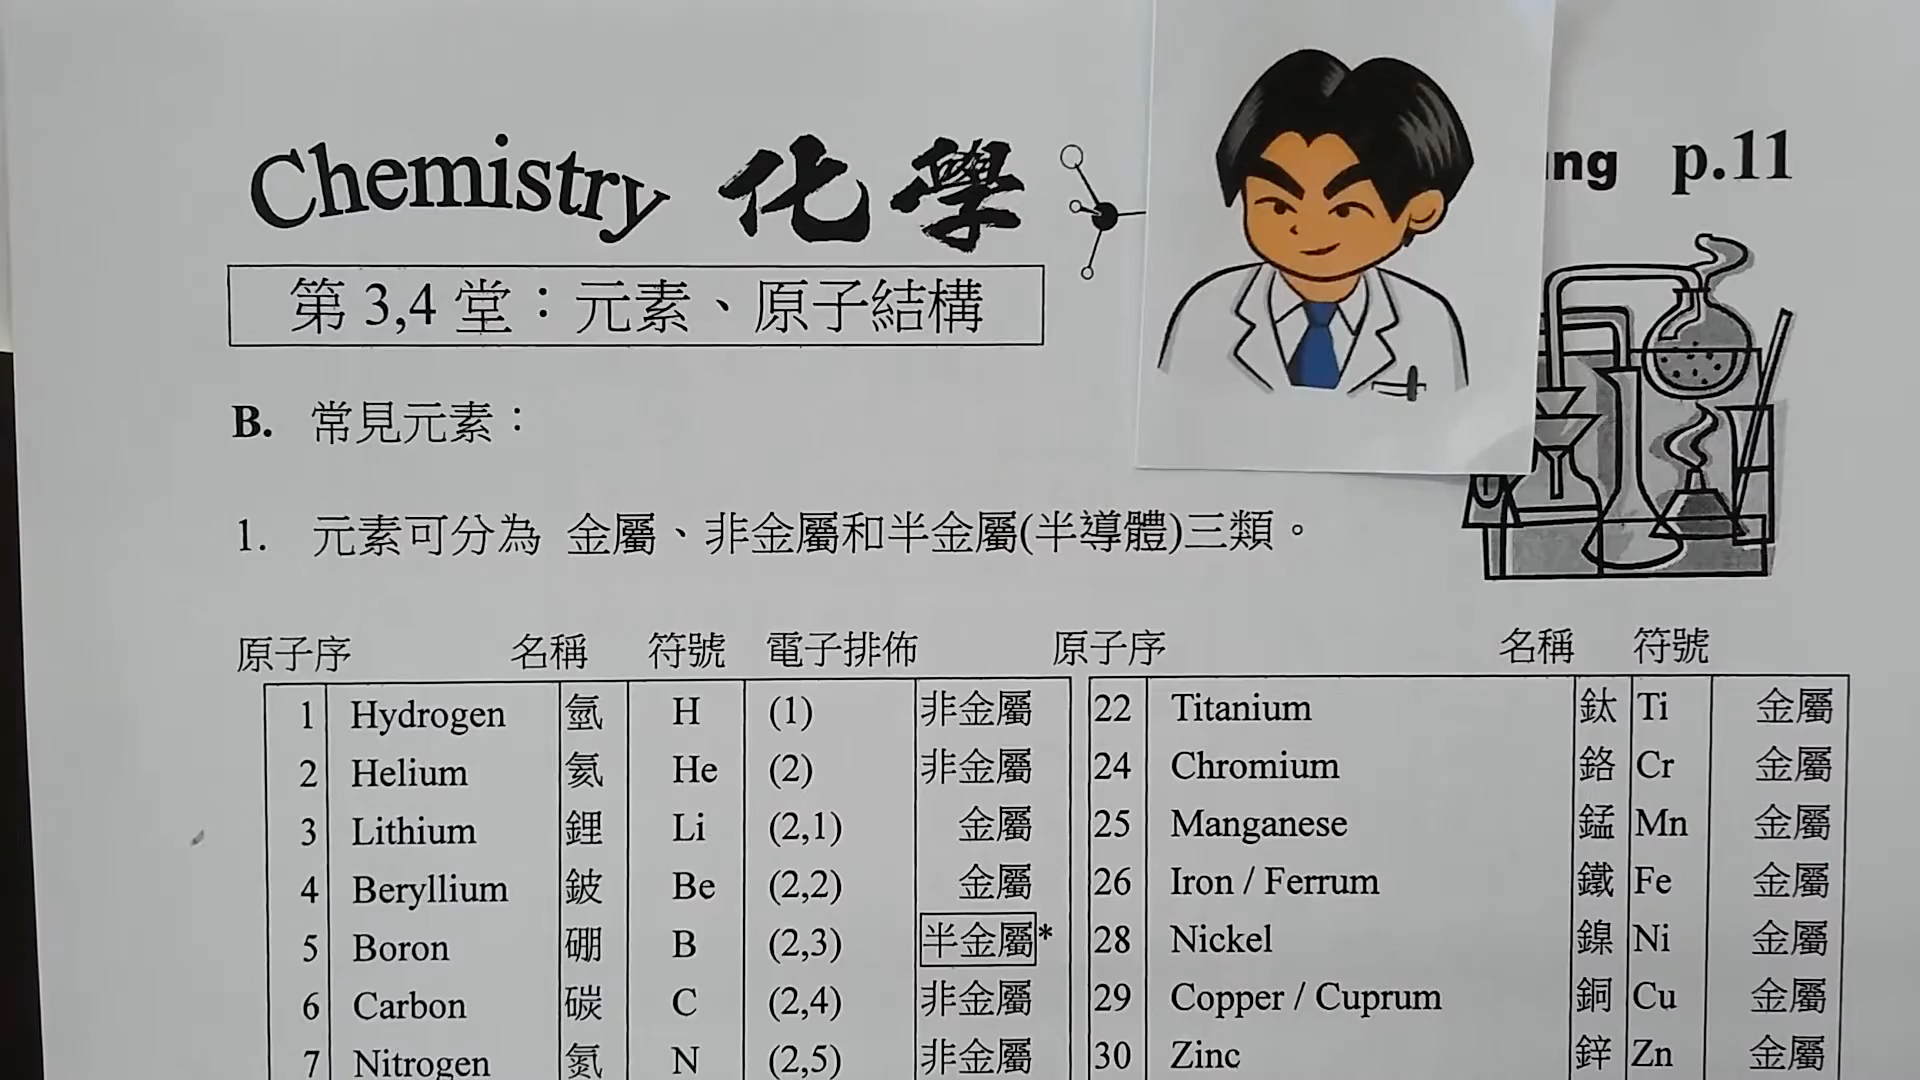 Chemistry 化學
ng p.11
第 3,4 堂：元素、原子結構
B. 常見元素：
1. 元素可分為 金屬、非金屬和半金屬(半導體)三類。
原子序 名稱 符號 電子排佈 原子序 名稱 符號
1 Hydrogen 氫 H (1) 非金屬 22 Titanium 鈦 Ti 金屬
2 Helium 氦 He (2) 非金屬 24 Chromium 鉻 Cr 金屬
3 Lithium 鋰 Li (2,1) 金屬 25 Manganese 錳 Mn 金屬
4 Beryllium 鈹 Be (2,2) 金屬 26 Iron / Ferrum 鐵 Fe 金屬
5 Boron 硼 B (2,3) 半金屬* 28 Nickel 鎳 Ni 金屬
6 Carbon 碳 C (2,4) 非金屬 29 Copper / Cuprum 銅 Cu 金屬
7 Nitrogen 氮 N (2,5) 非金屬 30 Zinc 鋅 Zn 金屬